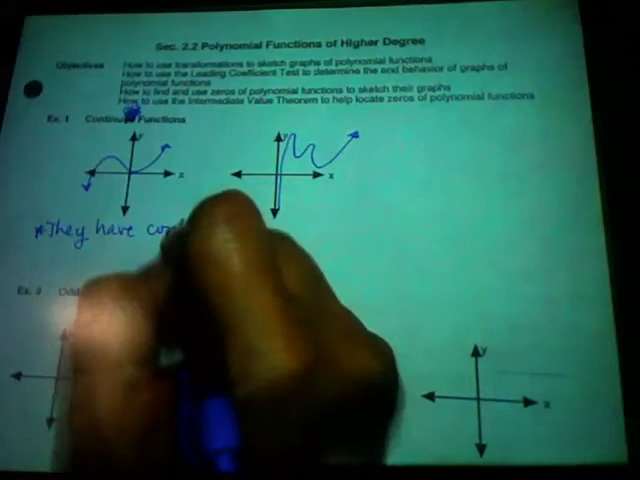 Sec. 2.2 Polynomial Functions of Higher Degree
Objectives How to use transformations to sketch graphs of polynomial functions
How to use the Leading Coefficient Test to determine the end behavior of graphs of
polynomial functions
How to find and use zeros of polynomial functions to sketch their graphs
How to use the Intermediate Value Theorem to help locate zeros of polynomial functions
Ex. 1 Continuous Functions
y
y
x
x
*They have
Ex.
y
x